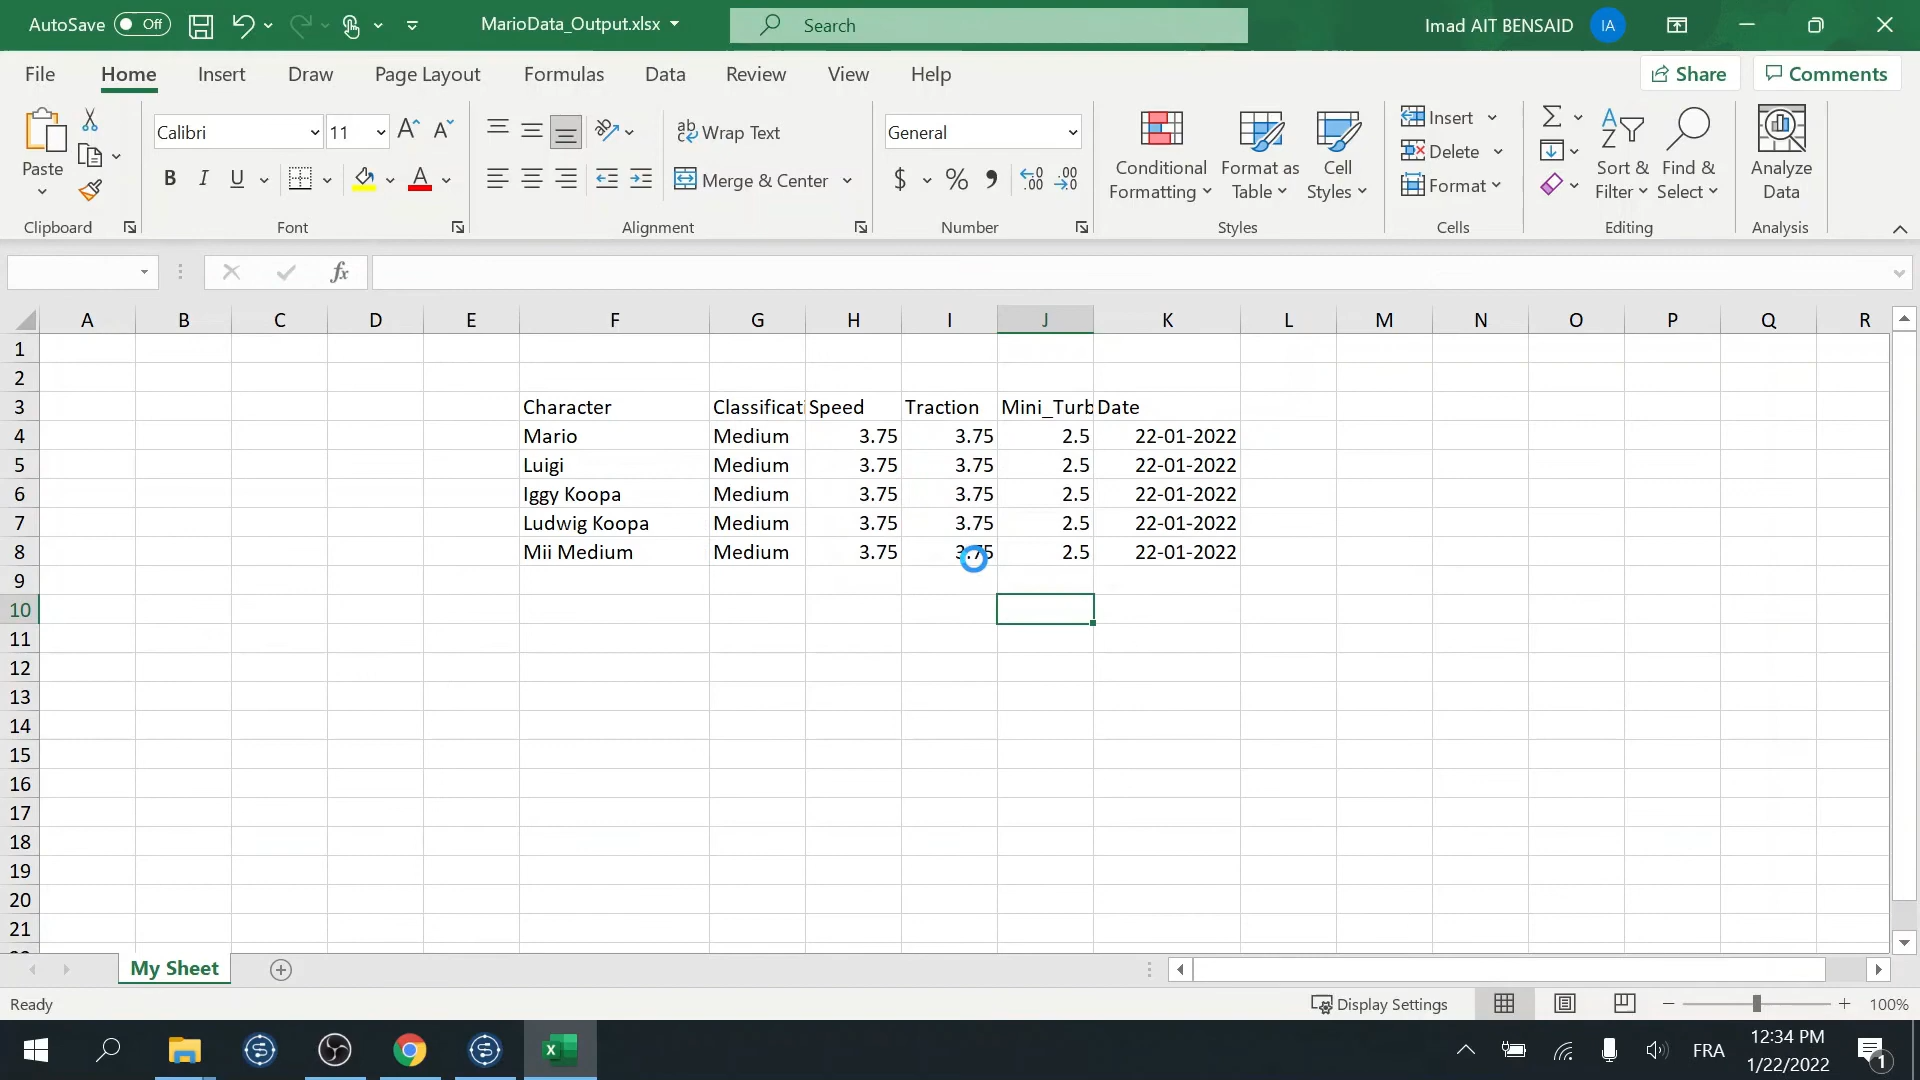 AutoSave Off MarioData_Output.xlsx Search Imad AIT BENSAID IA
File Home Insert Draw Page Layout Formulas Data Review View Help Share Comments
Paste
Clipboard
Calibri 11
B I U A
Font
ab Wrap Text
Merge & Center
Alignment
General
$ % 9 .00 .00
Number
Conditional Formatting
Format as Table
Cell Styles
Styles
Insert
Delete
Format
Cells
Sort & Filter
Find & Select
Editing
Analyze Data
Analysis
fx
A B C D E F G H I J K L M N O P Q R
1
2
3 Character Classificati Speed Traction Mini_Turb Date
4 Mario Medium 3.75 3.75 2.5 22-01-2022
5 Luigi Medium 3.75 3.75 2.5 22-01-2022
6 Iggy Koopa Medium 3.75 3.75 2.5 22-01-2022
7 Ludwig Koopa Medium 3.75 3.75 2.5 22-01-2022
8 Mii Medium Medium 3.75 3.75 2.5 22-01-2022
9
10
11
12
13
14
15
16
17
18
19
20
21
My Sheet
Ready Display Settings 100%
FRA 12:34 PM 1
1/22/2022